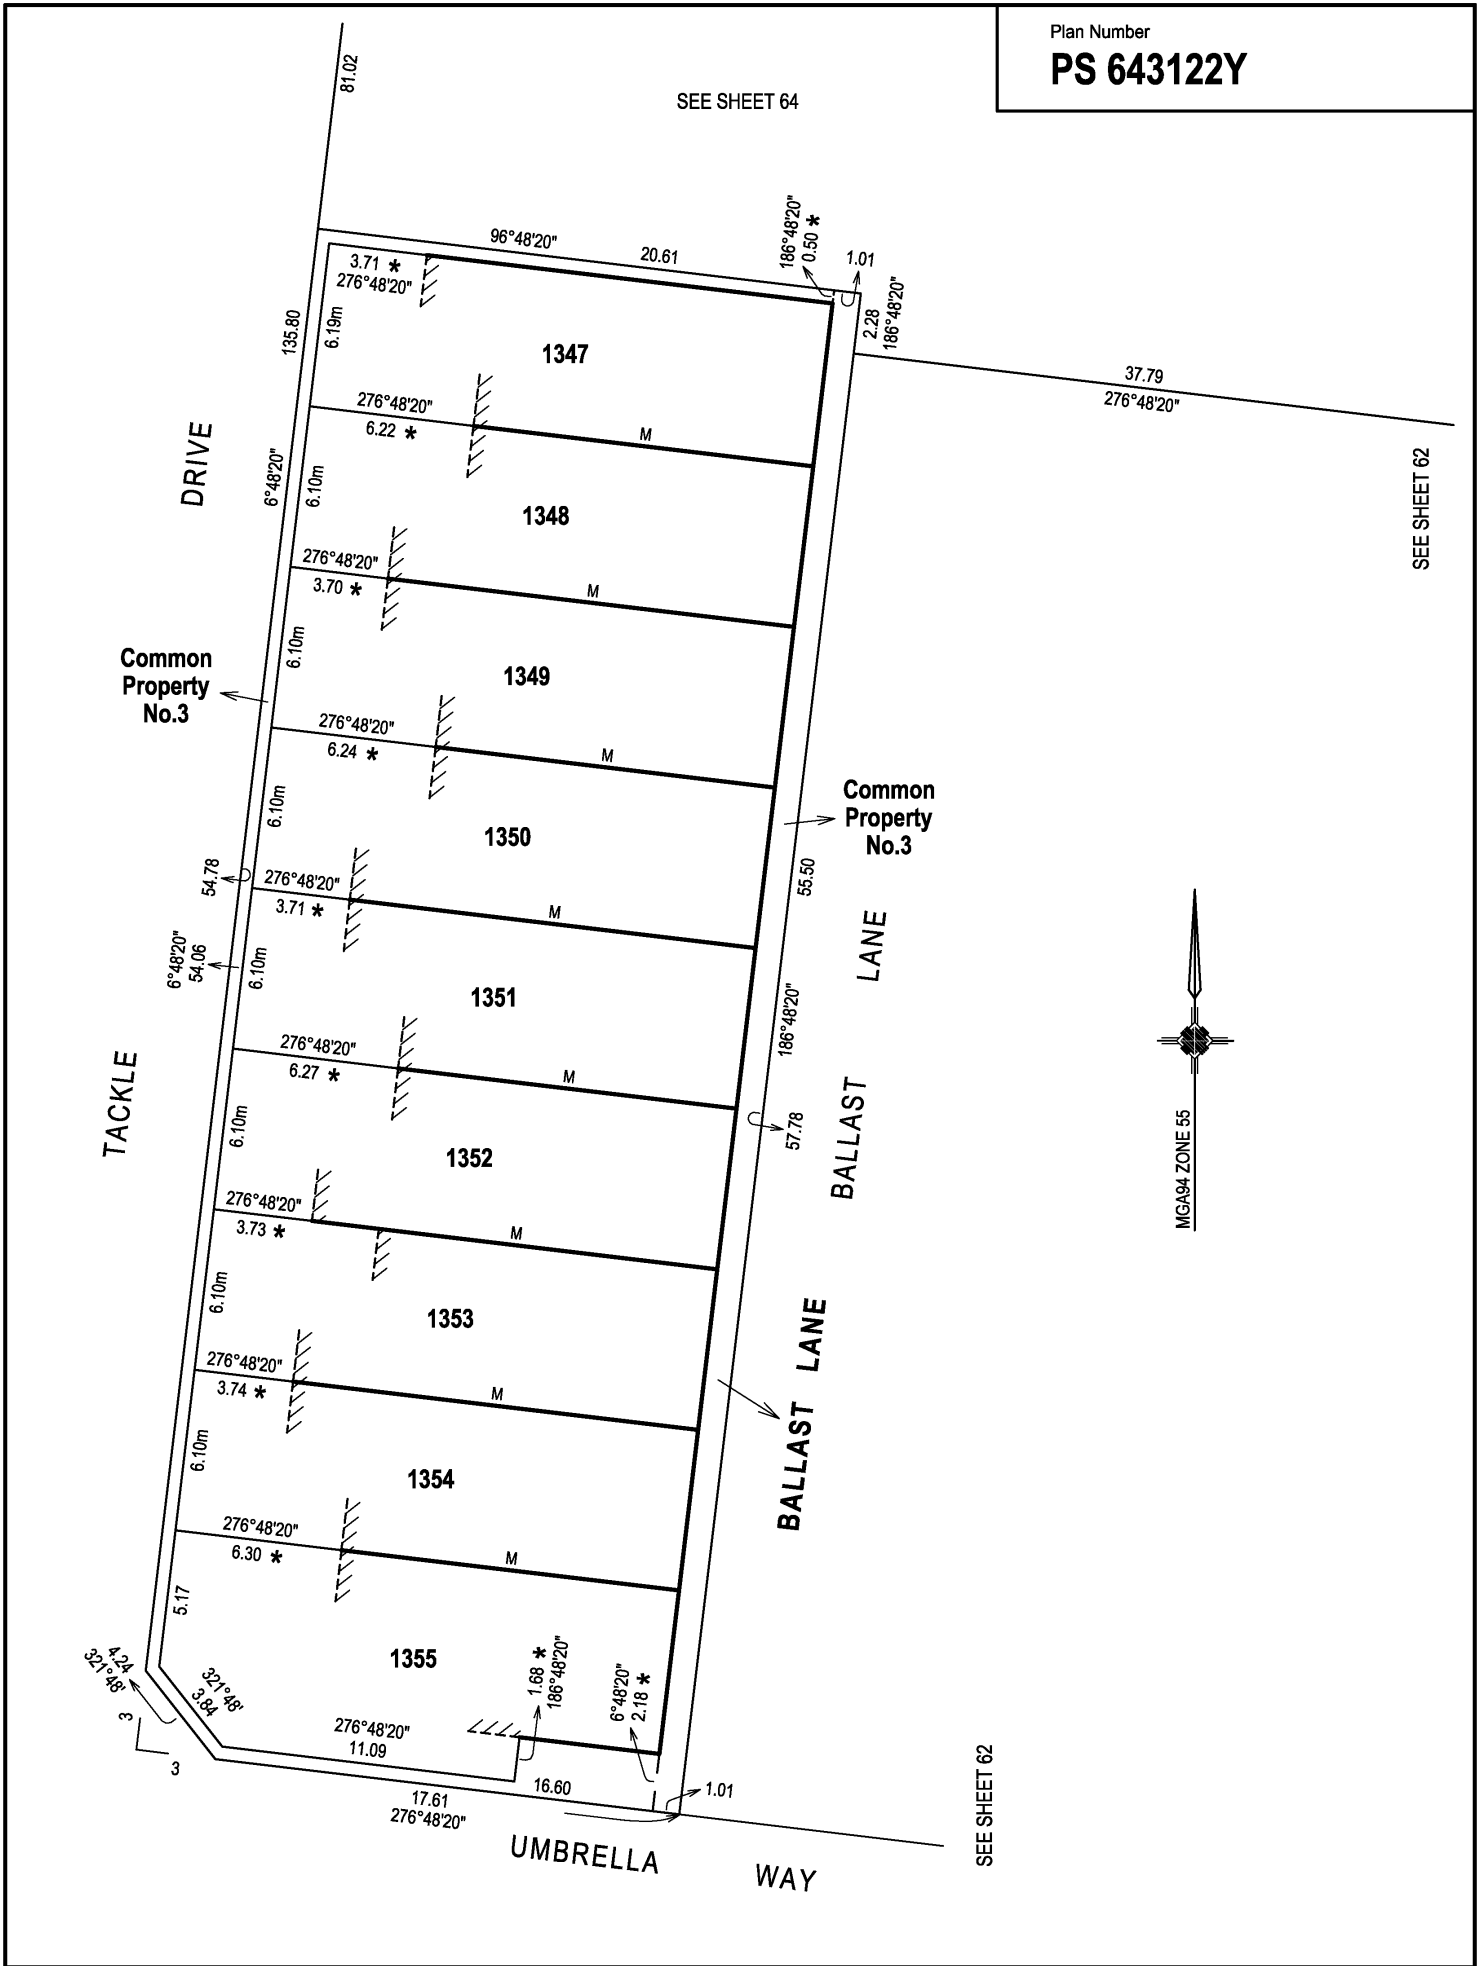 Plan Number
PS 643122Y
81.02
SEE SHEET 64
96°48'20"
20.61
186°48'20"
0.50 *
1.01
3.71 *
276°48'20"
2.28
186°48'20"
135.80
6.19m
1347
37.79
276°48'20"
276°48'20"
6.22 *
M
DRIVE
6°48'20"
6.10m
1348
SEE SHEET 62
276°48'20"
3.70 *
M
6.10m
1349
Common
Property
No.3
276°48'20"
6.24 *
M
Common
Property
No.3
6.10m
1350
54.78
276°48'20"
3.71 *
M
55.50
LANE
6°48'20"
54.06
6.10m
1351
186°48'20"
276°48'20"
6.27 *
M
TACKLE
6.10m
1352
57.78
BALLAST
MGA94 ZONE 55
276°48'20"
3.73 *
M
6.10m
1353
BALLAST LANE
276°48'20"
3.74 *
M
6.10m
1354
276°48'20"
6.30 *
M
5.17
1355
4.24
321°48'
321°48'
3.84
1.68 *
186°48'20"
6°48'20"
2.18 *
3
3
276°48'20"
11.09
16.60
1.01
17.61
276°48'20"
SEE SHEET 62
UMBRELLA WAY